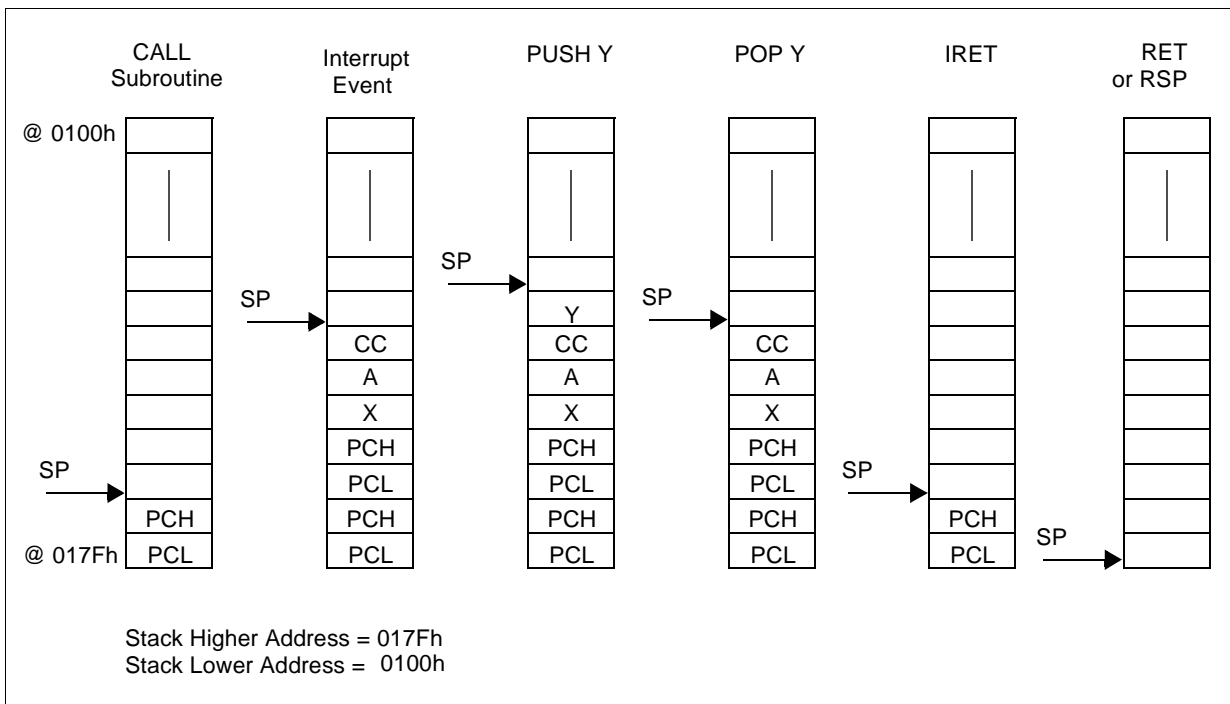 CALL
Subroutine
Interrupt
Event
PUSH Y
POP Y
IRET
RET
or RSP
@ 0100h
SP
SP
SP
Y
CC
CC
CC
A
A
A
X
X
X
PCH
PCH
PCH
SP
SP
PCL
PCL
PCL
PCH
PCH
PCH
PCH
PCH
SP
@ 017Fh
PCL
PCL
PCL
PCL
PCL
Stack Higher Address = 017Fh
Stack Lower Address = 0100h